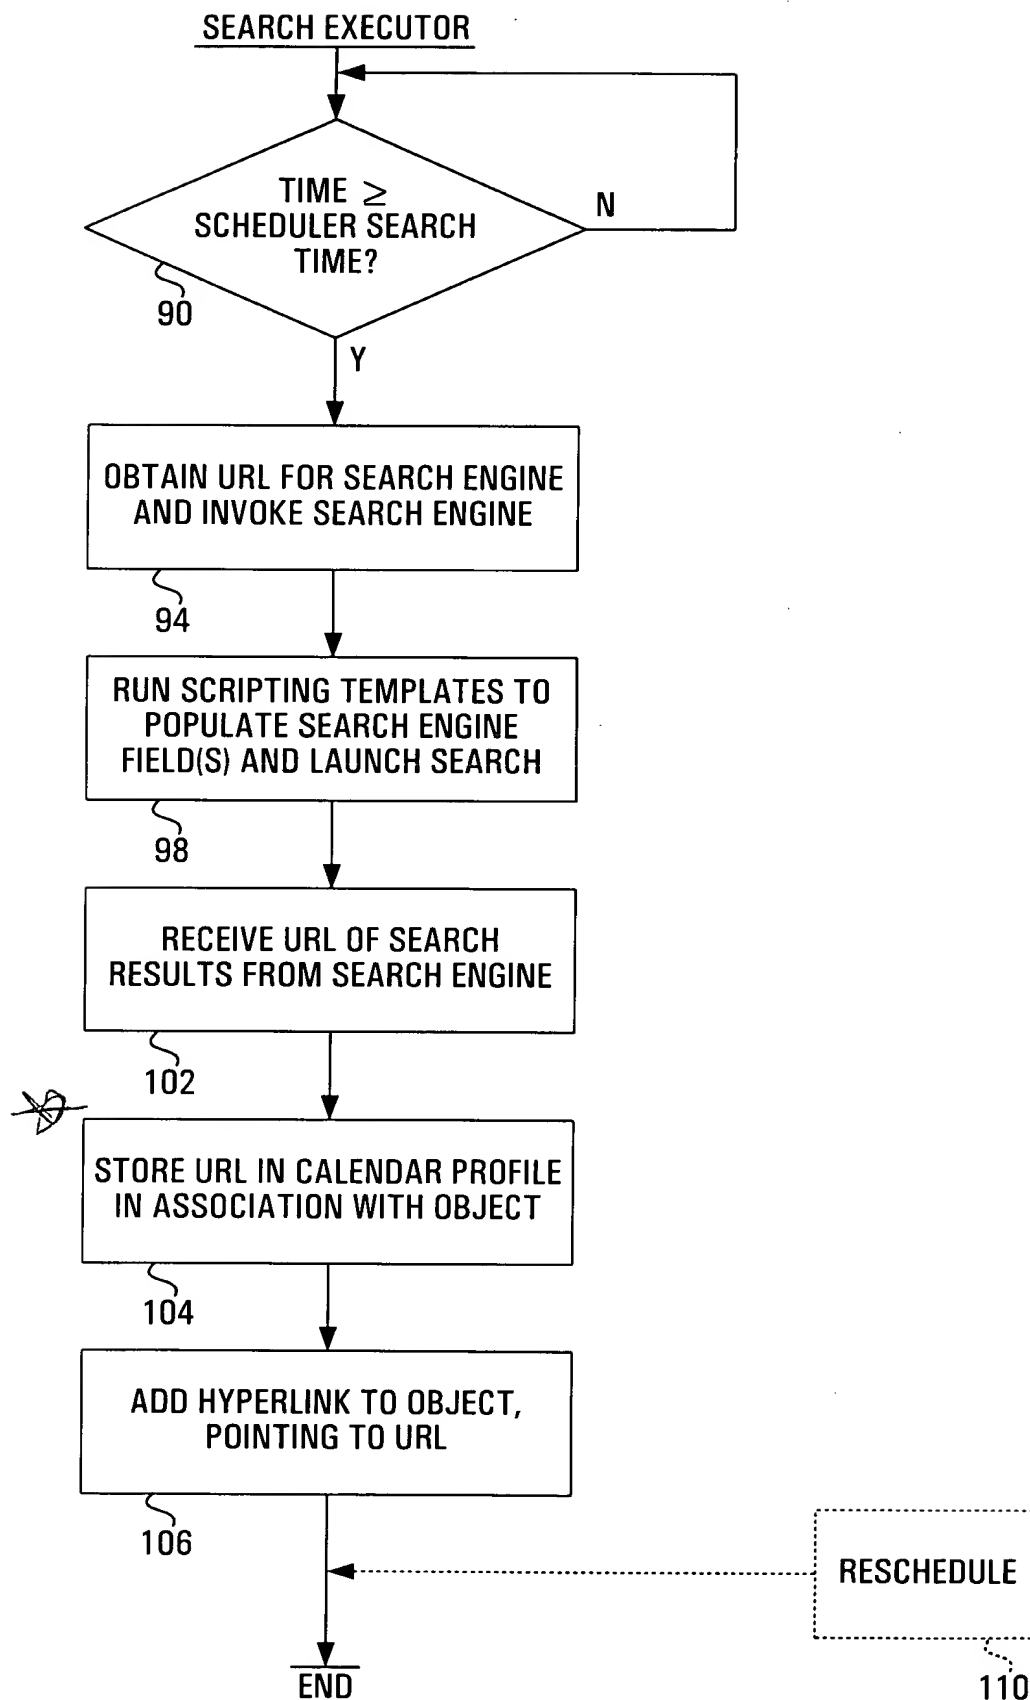 SEARCH EXECUTOR
TIME ≥
SCHEDULER SEARCH
TIME?
N
90
Y
OBTAIN URL FOR SEARCH ENGINE
AND INVOKE SEARCH ENGINE
94
RUN SCRIPTING TEMPLATES TO
POPULATE SEARCH ENGINE
FIELD(S) AND LAUNCH SEARCH
98
RECEIVE URL OF SEARCH
RESULTS FROM SEARCH ENGINE
102
STORE URL IN CALENDAR PROFILE
IN ASSOCIATION WITH OBJECT
104
ADD HYPERLINK TO OBJECT,
POINTING TO URL
106
RESCHEDULE
110
END